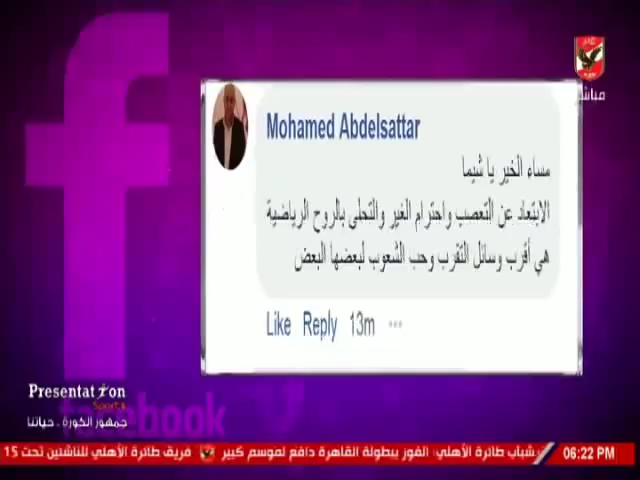 مباشر
Mohamed Abdelsattar
مساء الخير يا شيما
الابتعاد عن التعصب واحترام الغير والتحلى بالروح الرياضية
هي أقرب وسائل التقرب وحب الشعوب لبعضها البعض
Like Reply 13m ...
Presentation
Sports
جمهور الكورة .. حياتنا
facebook
شباب طائرة الأهلي: الفوز ببطولة القاهرة دافع لموسم كبير
فريق طائرة الأهلي للناشئين تحت 15
06:22 PM